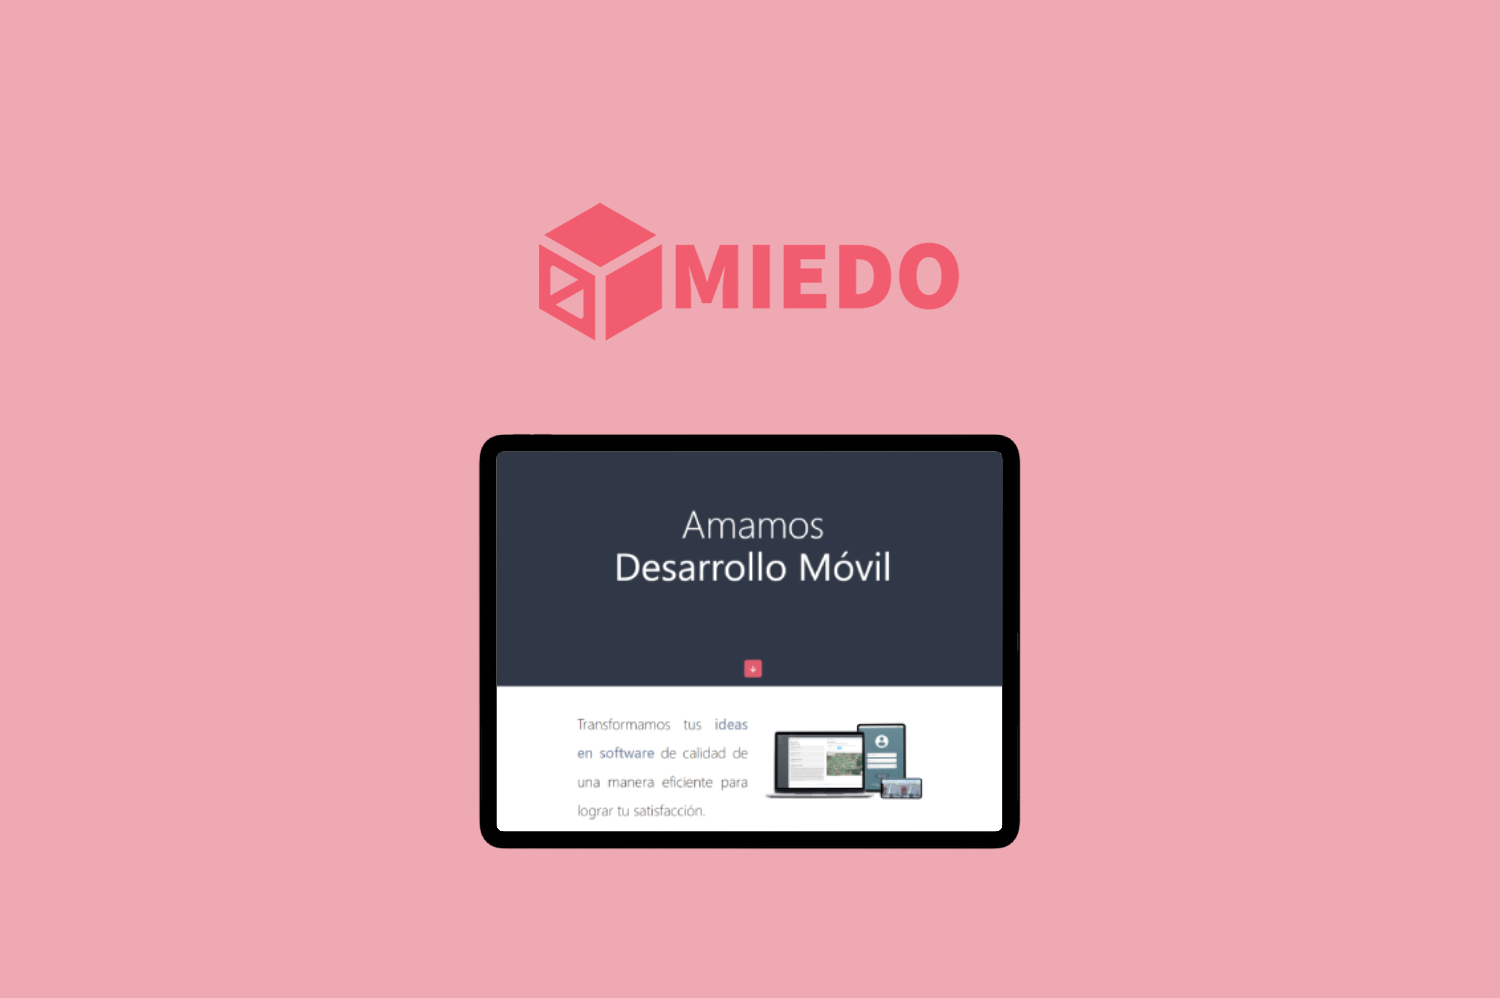 MIEDO
Amamos
Desarrollo Móvil
Transformamos tus ideas
en software de calidad de
una manera eficiente para
lograr tu satisfacción.